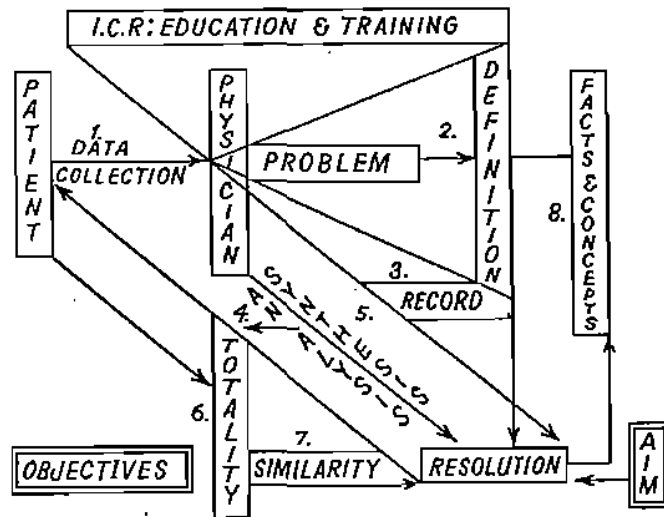 I.C.R: EDUCATION & TRAINING
PATIENT
1.
DATA
COLLECTION
PHYSICIAN
PROBLEM
2.
DEFINITION
FACTS & CONCEPTS
8.
3.
RECORD
4.
ANALYSIS
SYNTHESIS
5.
6.
TOTALITY
7.
SIMILARITY
OBJECTIVES
RESOLUTION
AIM